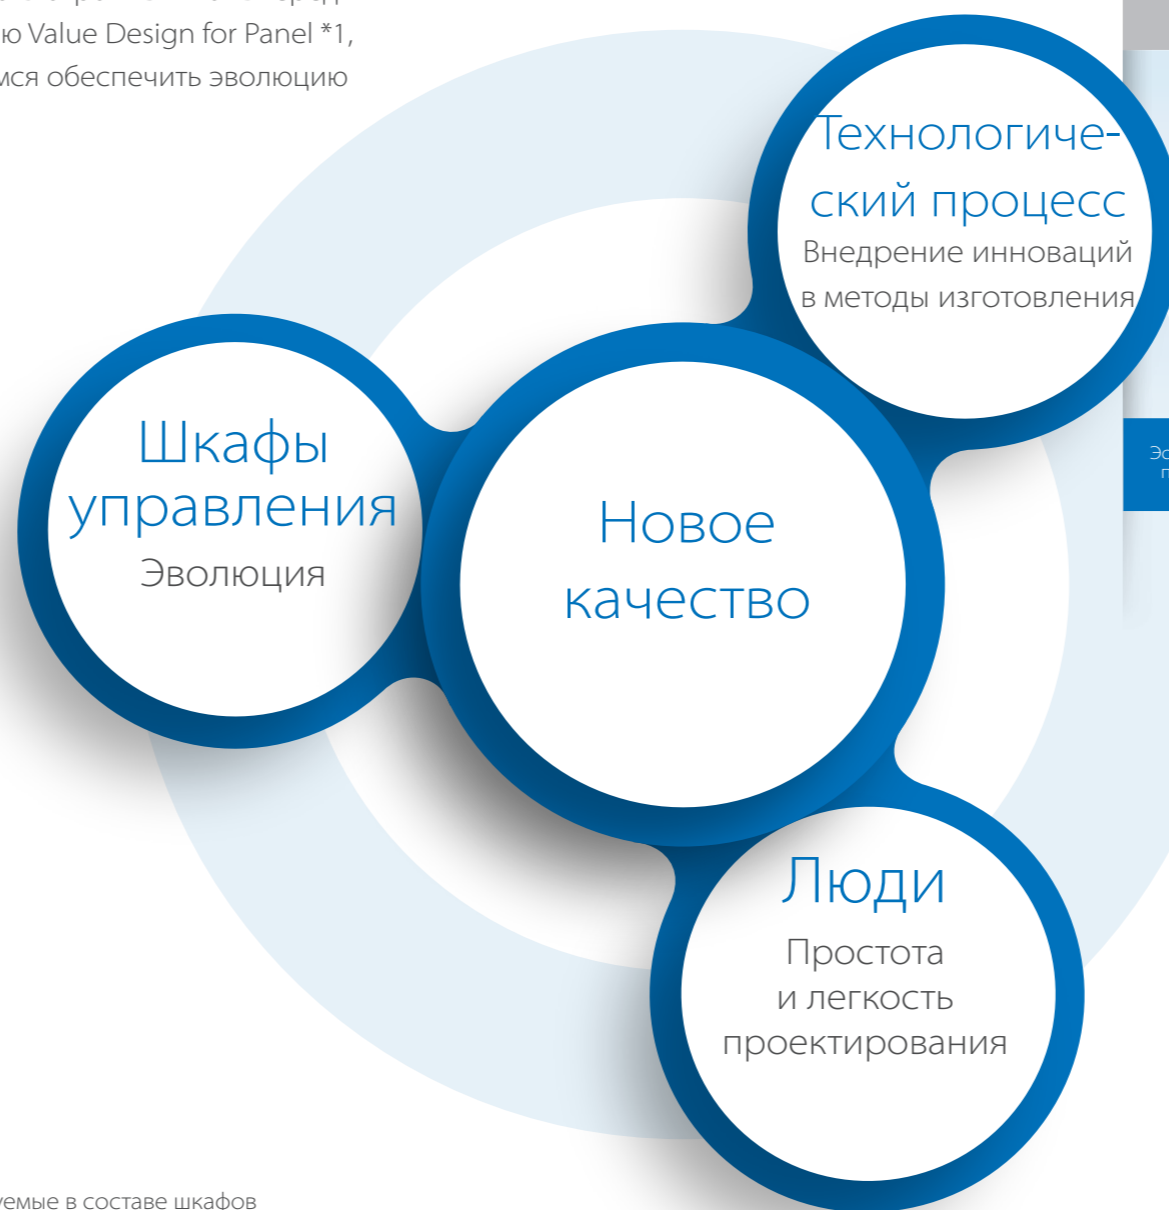 ю Value Design for Panel *1,
мся обеспечить эволюцию
Технологиче-
ский процесс
Внедрение инноваций
в методы изготовления
Шкафы
управления
Эволюция
Новое
качество
Люди
Простота
и легкость
проектирования
уемые в составе шкафов